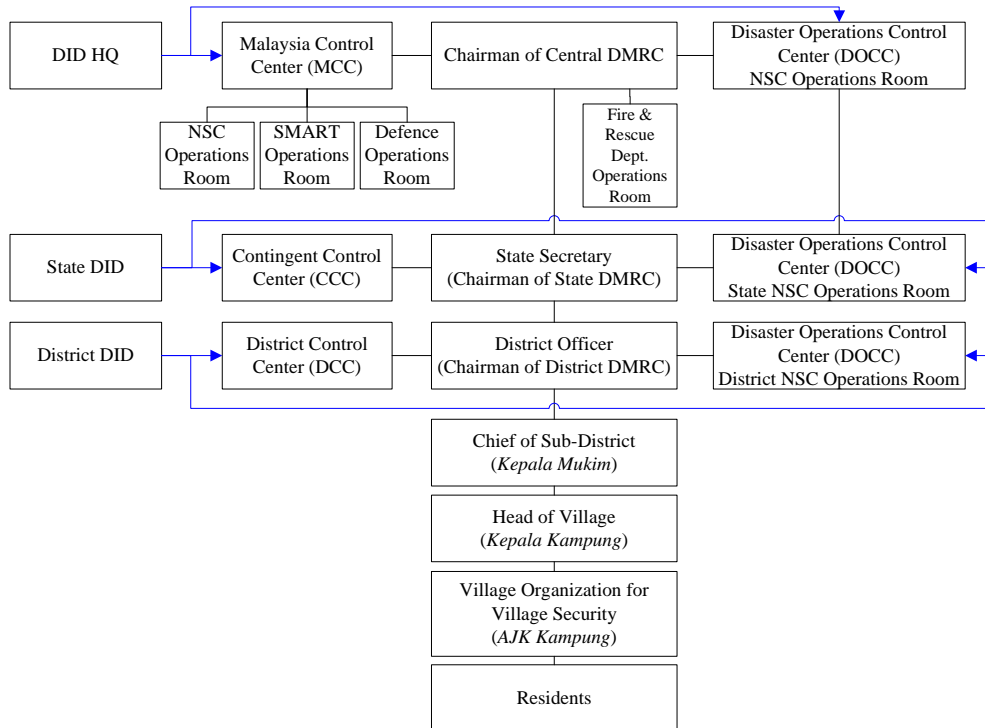 DID HQ
Malaysia Control
Center (MCC)
Chairman of Central DMRC
Disaster Operations Control
Center (DOCC)
NSC Operations Room
NSC
Operations
Room
SMART
Operations
Room
Defence
Operations
Room
Fire &
Rescue
Dept.
Operations
Room
State DID
Contingent Control
Center (CCC)
State Secretary
(Chairman of State DMRC)
Disaster Operations Control
Center (DOCC)
State NSC Operations Room
District DID
District Control
Center (DCC)
District Officer
(Chairman of District DMRC)
Disaster Operations Control
Center (DOCC)
District NSC Operations Room
Chief of Sub-District
(Kepala Mukim)
Head of Village
(Kepala Kampung)
Village Organization for
Village Security
(AJK Kampung)
Residents